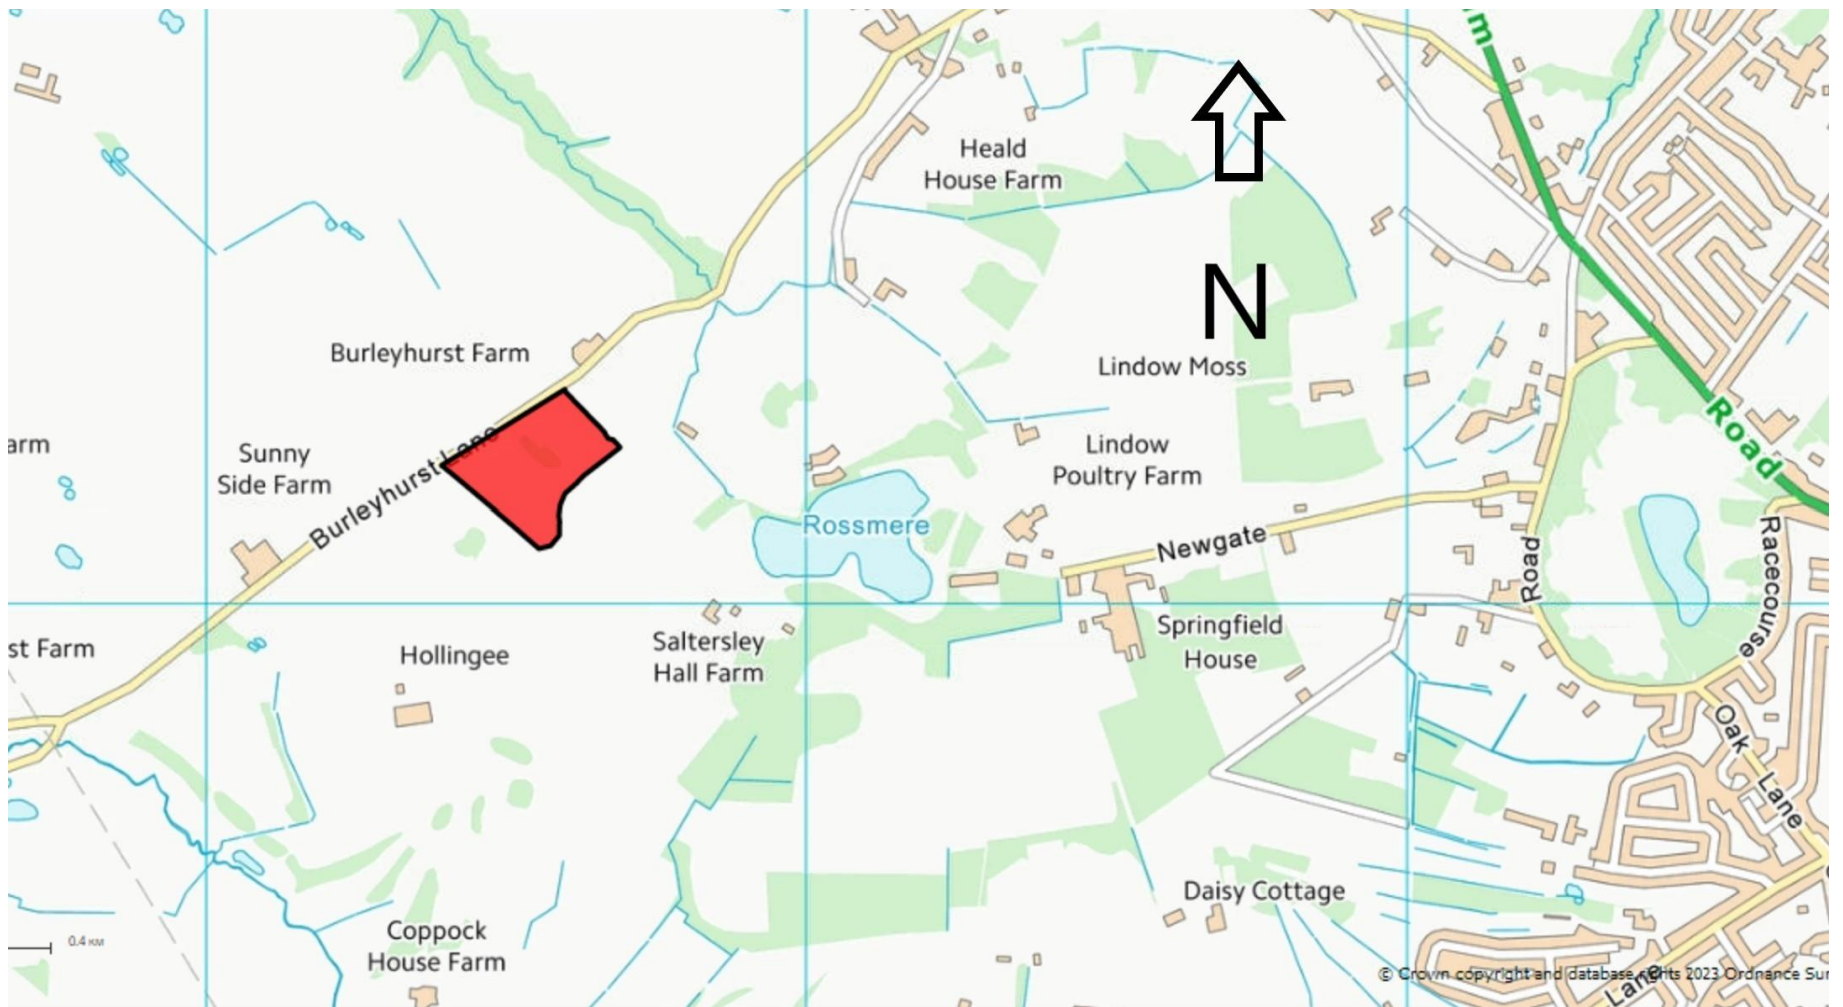 m
Heald
House Farm
N
Burleyhurst Farm
Lindow Moss
Road
arm
Sunny
Side Farm
Burleyhurst Lane
Lindow
Poultry Farm
Rossmere
Newgate
Road
Racecourse
st Farm
Hollingee
Saltersley
Hall Farm
Springfield
House
Oak
Lane
Daisy Cottage
Coppock
House Farm
0.4 км
© Crown copyright and database rights 2023 Ordnance Sur
Lane